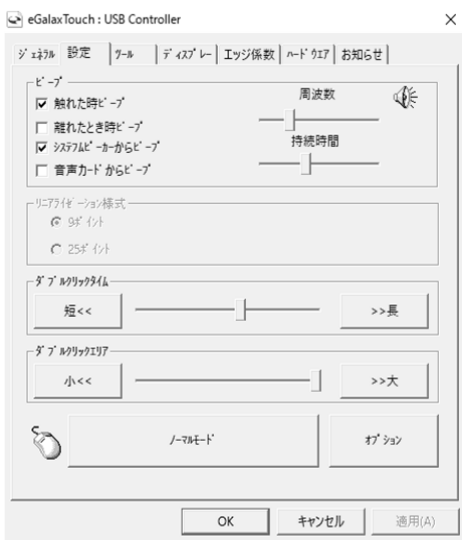 eGalaxTouch : USB Controller
ｼﾞｪﾈﾗﾙ 設定 ﾂｰﾙ ﾃﾞｨｽﾌﾟﾚｰ エッジ係数 ﾊｰﾄﾞｳｴｱ お知らせ
ﾋﾞｰﾌﾟ
触れた時ﾋﾞｰﾌﾟ
周波数
離れたとき時ﾋﾞｰﾌﾟ
ｼｽﾃﾌﾑﾋﾟｰｶｰからﾋﾞｰﾌﾟ
持続時間
音声ｶｰﾄﾞからﾋﾞｰﾌﾟ
ﾘﾆｱﾗｲｾﾞｰｼｮﾝ様式
9ﾎﾟｲﾝﾄ
25ﾎﾟｲﾝﾄ
ﾀﾞﾌﾞﾙｸﾘｯｸﾀｲﾑ
短<< >>長
ﾀﾞﾌﾞﾙｸﾘｯｸｴﾘｱ
小<< >>大
ﾉｰﾏﾙﾓｰﾄﾞ ｵﾌﾟｼｮﾝ
OK キャンセル 適用(A)